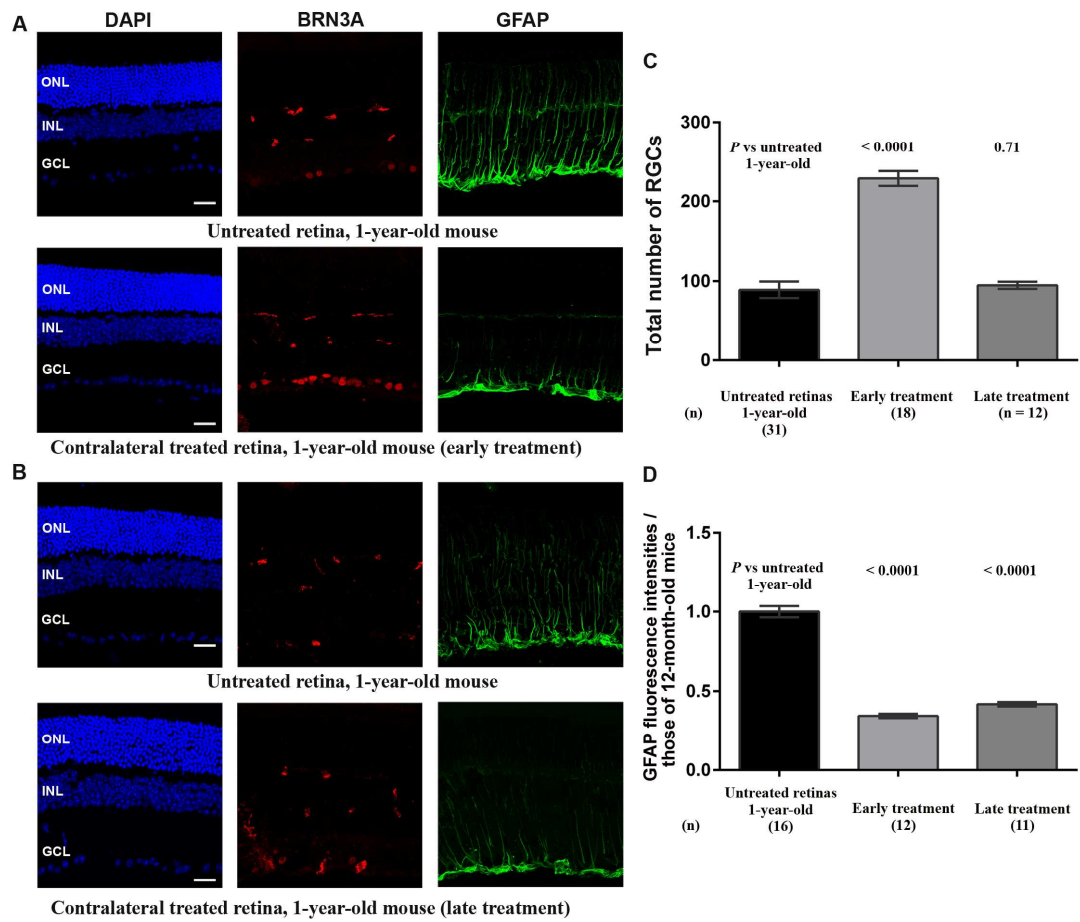 A
DAPI
BRN3A
GFAP
ONL
INL
GCL
Untreated retina, 1-year-old mouse
ONL
INL
GCL
Contralateral treated retina, 1-year-old mouse (early treatment)
B
ONL
INL
GCL
Untreated retina, 1-year-old mouse
ONL
INL
GCL
Contralateral treated retina, 1-year-old mouse (late treatment)
C
Total number of RGCs
300
200
100
0
P vs untreated
1-year-old
< 0.0001
0.71
(n)
Untreated retinas
1-year-old
(31)
Early treatment
(18)
Late treatment
(n = 12)
D
GFAP fluorescence intensities /
those of 12-month-old mice
1.5
1.0
0.5
0.0
P vs untreated
1-year-old
< 0.0001
< 0.0001
(n)
Untreated retinas
1-year-old
(16)
Early treatment
(12)
Late treatment
(11)